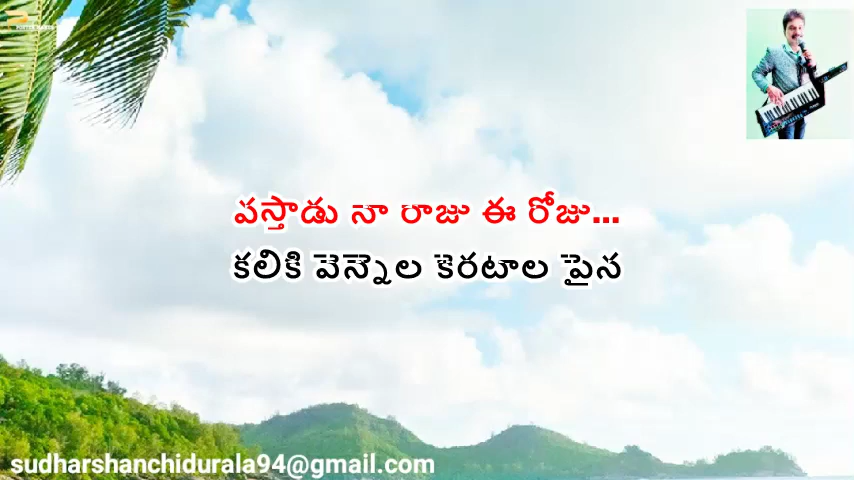 వస్తాడు నా రాజు ఈ రోజు...
కలికి వెన్నెల కెరటాల పైన
sudharshanchidurala94@gmail.com